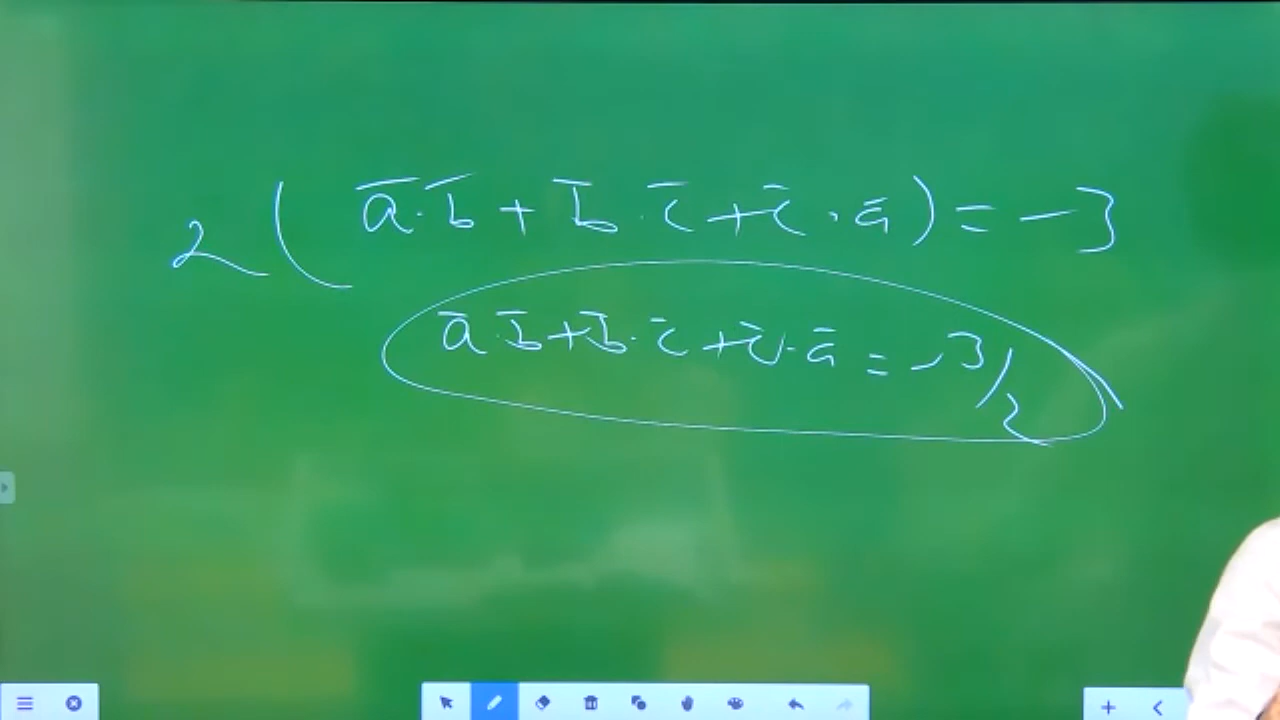 2 ( a̅·b̅ + b̅·c̅ + c̅·a̅ ) = -3
a̅·b̅ + b̅·c̅ + c̅·a̅ = -3/2